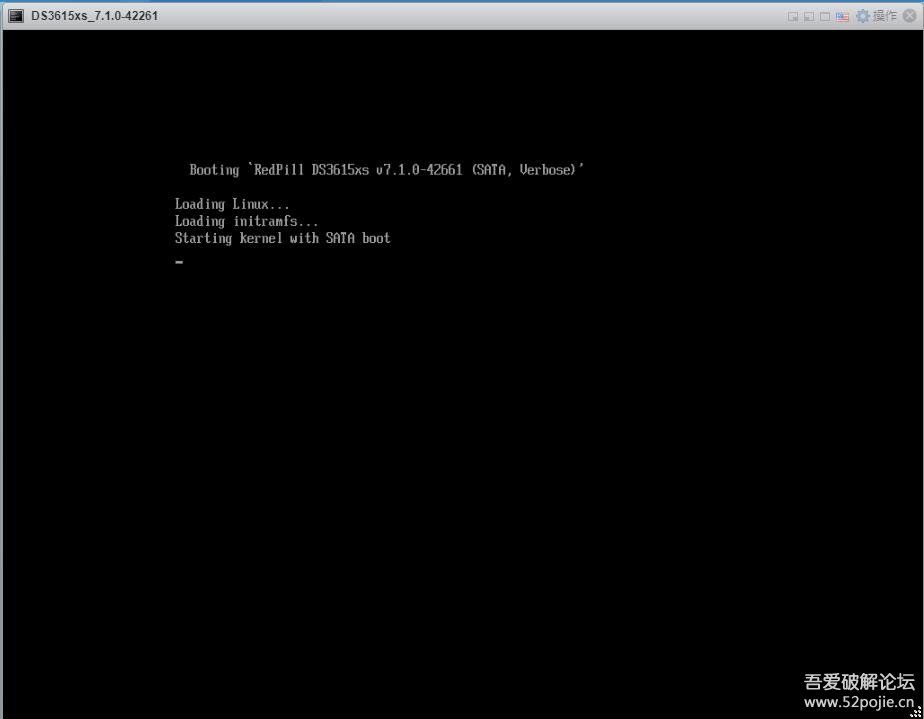 DS3615xs_7.1.0-42261
操作
Booting `RedPill DS3615xs v7.1.0-42661 (SATA, Verbose)'
Loading Linux...
Loading initramfs...
Starting kernel with SATA boot
吾爱破解论坛
www.52pojie.cn